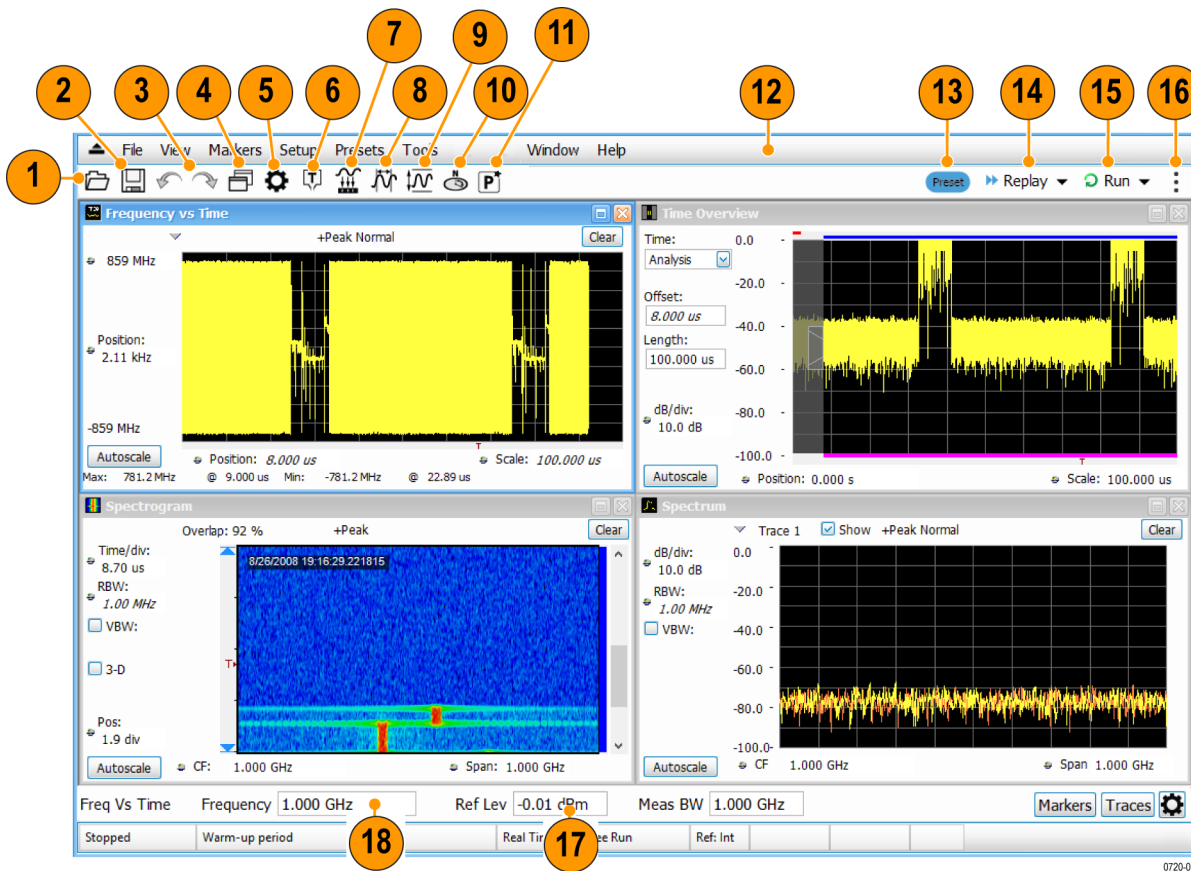 7
9
11
2
3
4
5
6
8
10
12
13
14
15
16
1
File View Markers Setup Presets Tools Window Help
T
N
P
Preset
Replay
Run
Frequency vs Time
+Peak Normal
Clear
859 MHz
Position:
2.11 kHz
-859 MHz
Autoscale
T
Position: 8.000 us
Scale: 100.000 us
Max: 781.2 MHz @ 9.000 us Min: -781.2 MHz @ 22.89 us
Time Overview
Time:
Analysis
Offset:
8.000 us
Length:
100.000 us
dB/div:
10.0 dB
0.0
-20.0
-40.0
-60.0
-80.0
-100.0
T
Autoscale
Position: 0.000 s
Scale: 100.000 us
Spectrogram
Overlap: 92 %
+Peak
Clear
Time/div:
8.70 us
RBW:
1.00 MHz
VBW:
3-D
Pos:
1.9 div
8/26/2008 19:16:29.221815
T
Autoscale
CF: 1.000 GHz
Span: 1.000 GHz
Spectrum
Trace 1
Show
+Peak Normal
Clear
dB/div:
10.0 dB
RBW:
1.00 MHz
VBW:
0.0
-20.0
-40.0
-60.0
-80.0
-100.0
Autoscale
CF 1.000 GHz
Span 1.000 GHz
Freq Vs Time
Frequency 1.000 GHz
Ref Lev -0.01 dBm
Meas BW 1.000 GHz
Markers
Traces
Stopped
Warm-up period
Real
Run
Ref: Int
18
17
0720-0